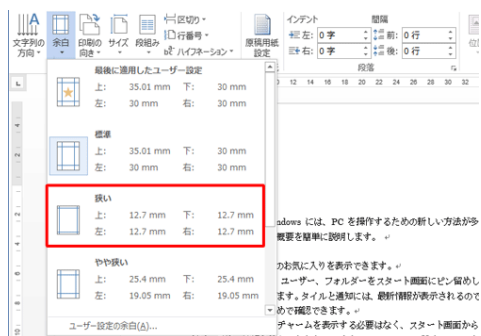 区切り
行番号
ハイフネーション
文字列の方向
余白
印刷の向き
サイズ
段組み
原稿用紙設定
インデント
左: 0 字
右: 0 字
間隔
前: 0 行
後: 0 行
段落
最後に適用したユーザー設定
上: 35.01 mm 下: 30 mm
左: 30 mm 右: 30 mm
標準
上: 35.01 mm 下: 30 mm
左: 30 mm 右: 30 mm
狭い
上: 12.7 mm 下: 12.7 mm
左: 12.7 mm 右: 12.7 mm
やや狭い
上: 25.4 mm 下: 25.4 mm
左: 19.05 mm 右: 19.05 mm
ユーザー設定の余白(A)...
12 14 16 18 20 22 24 26 28 30 32
ndows には、PC を操作するための新しい方法が多
概要を簡単に説明します。
のお気に入りを表示できます。
ユーザー、フォルダーをスタート画面にピン留めし
ます。タイルと通知には、最新情報が表示されるので
めで確認できます。
チャームを表示する必要はなく、スタート画面から